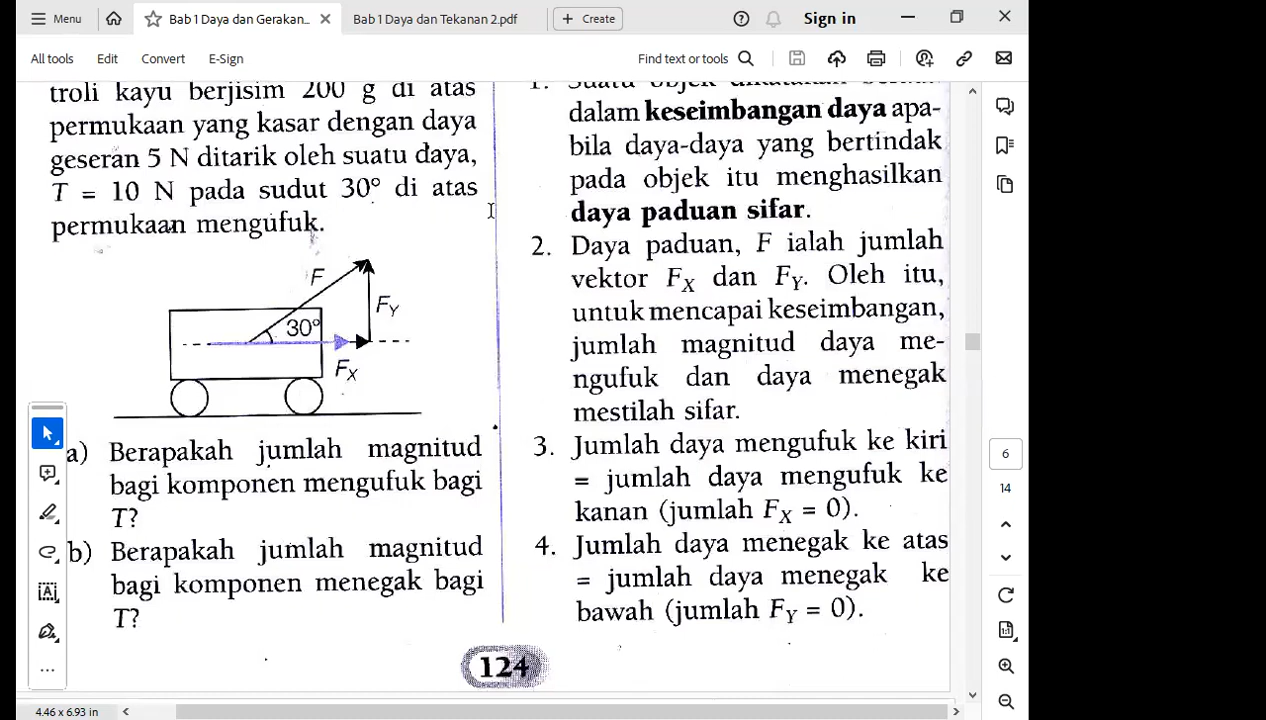 Menu
Bab 1 Daya dan Gerakan...
Bab 1 Daya dan Tekanan 2.pdf
+ Create
Sign in
All tools
Edit
Convert
E-Sign
Find text or tools
troli kayu berjisim 200 g di atas
permukaan yang kasar dengan daya
geseran 5 N ditarik oleh suatu daya,
T = 10 N pada sudut 30° di atas
permukaan mengufuk.
F
FY
30°
FX
a) Berapakah jumlah magnitud
bagi komponen mengufuk bagi
T?
b) Berapakah jumlah magnitud
bagi komponen menegak bagi
T?
dalam keseimbangan daya apa-
bila daya-daya yang bertindak
pada objek itu menghasilkan
daya paduan sifar.
2. Daya paduan, F ialah jumlah
vektor FX dan FY. Oleh itu,
untuk mencapai keseimbangan,
jumlah magnitud daya me-
ngufuk dan daya menegak
mestilah sifar.
3. Jumlah daya mengufuk ke kiri
= jumlah daya mengufuk ke
kanan (jumlah FX = 0).
4. Jumlah daya menegak ke atas
= jumlah daya menegak ke
bawah (jumlah FY = 0).
124
6
14
4.46 x 6.93 in